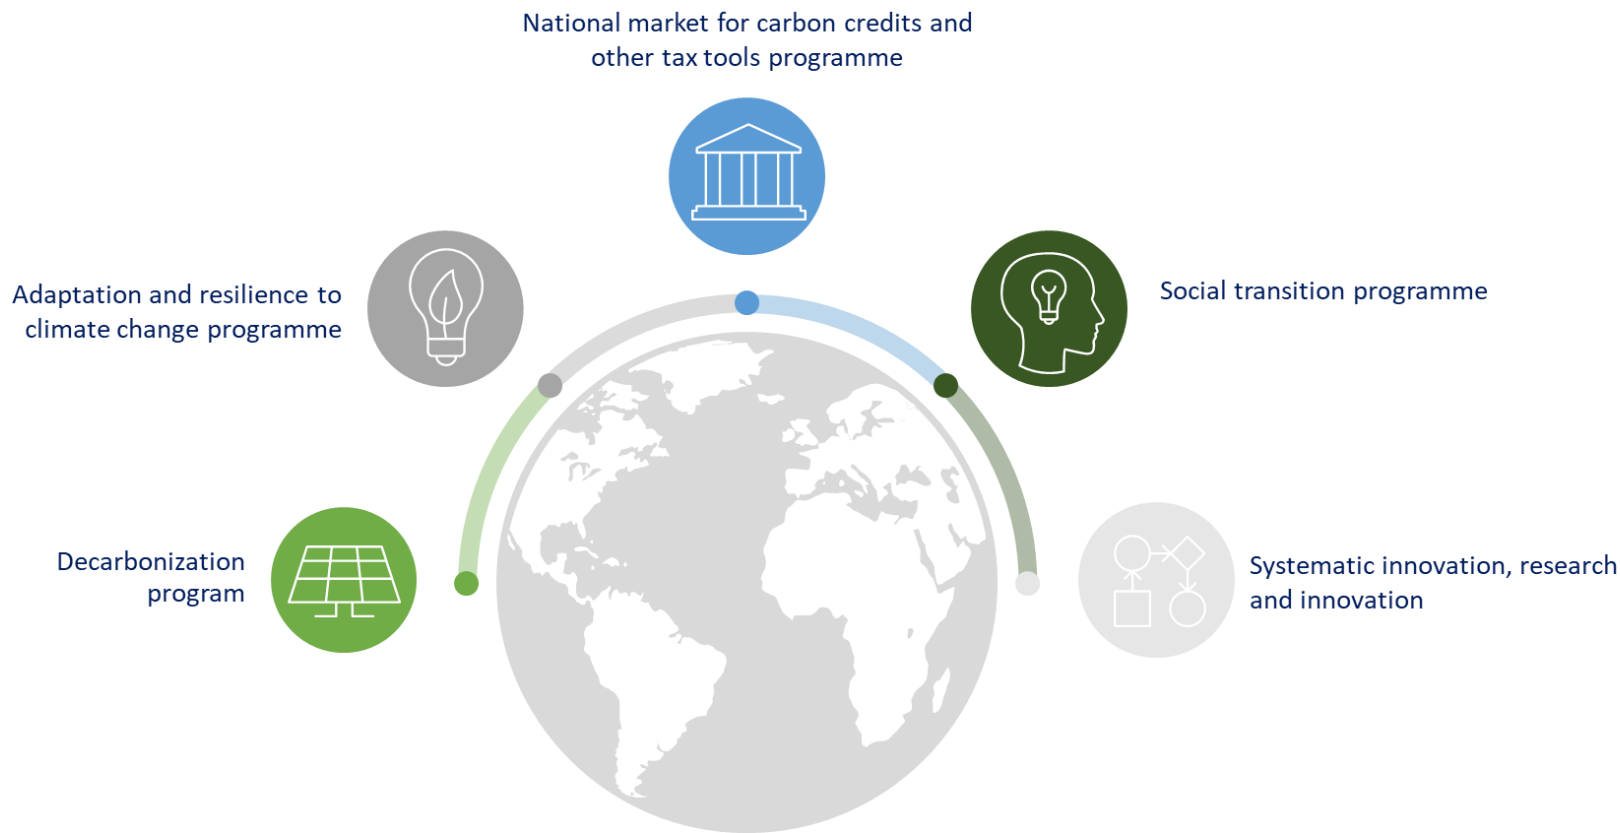 National market for carbon credits and
other tax tools programme
Adaptation and resilience to
climate change programme
Social transition programme
Decarbonization
program
Systematic innovation, research
and innovation